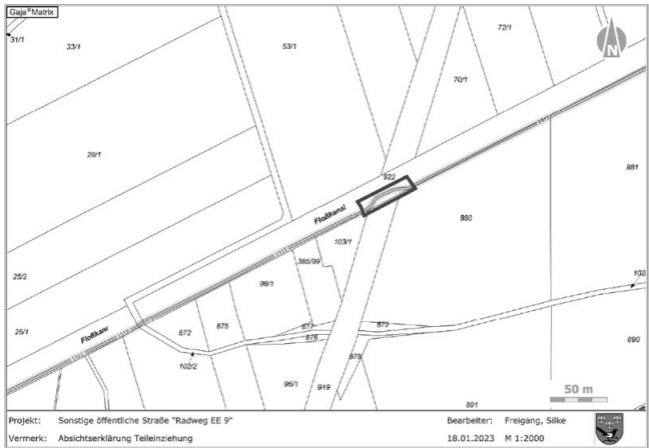 Gaja®Matrix
31/1
33/1
53/1
72/1
N
70/1
29/1
881
922
Floßkanal
980
103/1
385/99
25/2
98/1
102
Floßkan
672
875
877
879
25/1
876
878
890
102/2
96/1
919
891
50 m
Projekt: Sonstige öffentliche Straße "Radweg EE 9"
Bearbeiter: Freigang, Silke
Vermerk: Absichtserklärung Teileinziehung
18.01.2023 M 1:2000